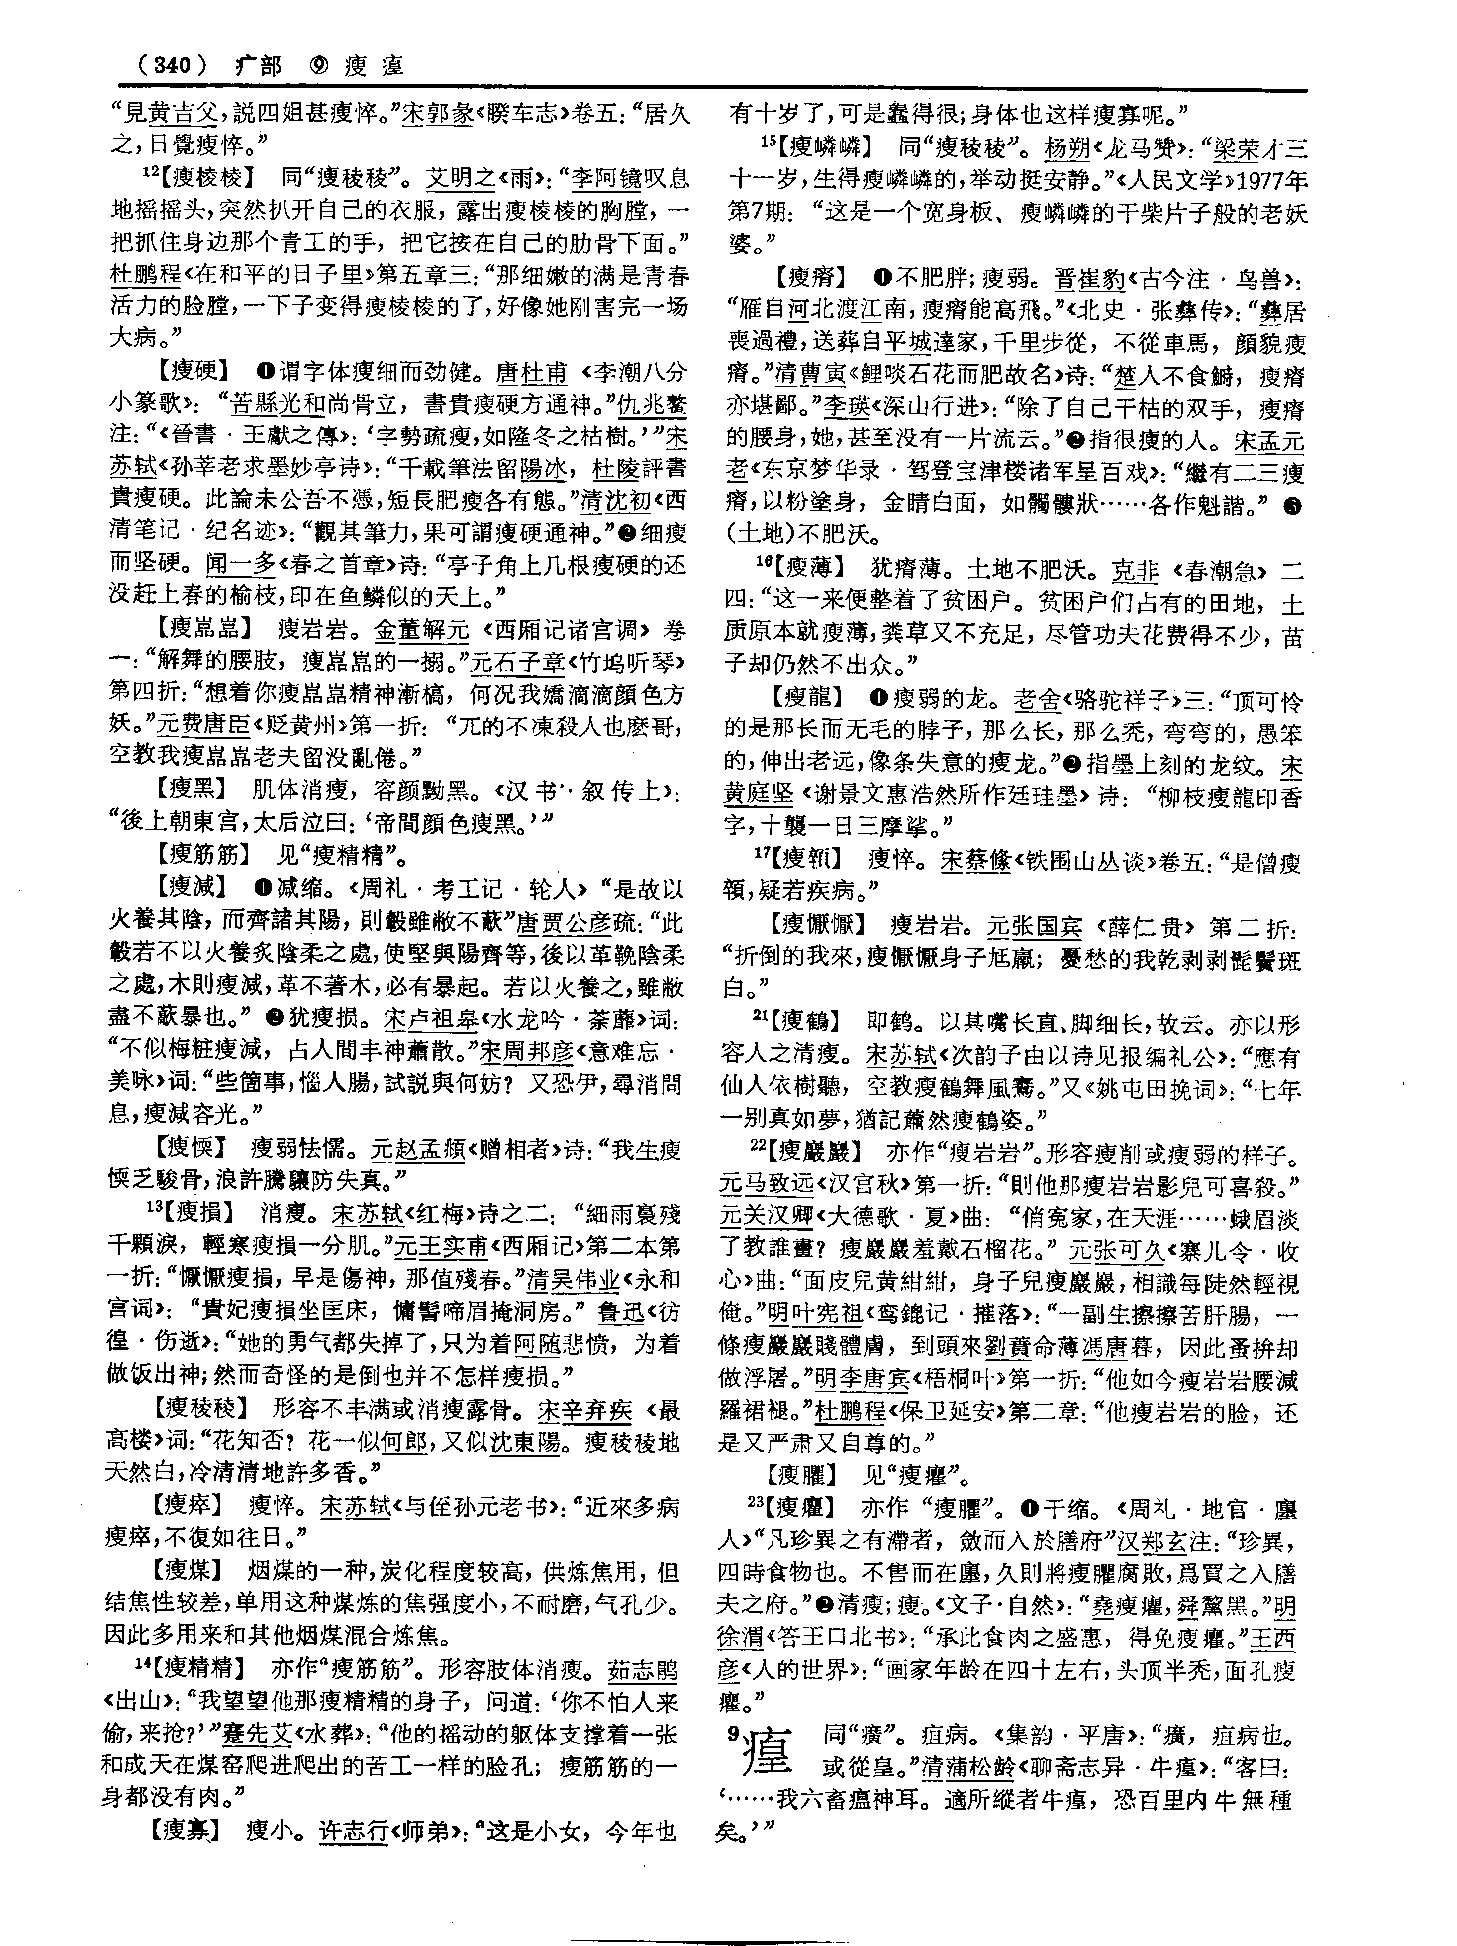 (340) 疒部 ⑨ 瘦 瘟
“見黄吉父，説四姐甚瘦悴。”宋郭彖《睽车志》卷五：“居久
之，日覺瘦悴。”
12【瘦棱棱】 同“瘦稜稜”。艾明之《雨》：“李阿镜叹息
地摇摇头，突然扒开自己的衣服，露出瘦棱棱的胸膛，一
把抓住身边那个青工的手，把它按在自己的肋骨下面。”
杜鹏程《在和平的日子里》第五章三：“那细嫩的满是青春
活力的脸膛，一下子变得瘦棱棱的了，好像她刚害完一场
大病。”
【瘦硬】 ❶谓字体瘦细而劲健。唐杜甫《李潮八分
小篆歌》：“苦縣光和尚骨立，書貴瘦硬方通神。”仇兆鳌
注：“《晉書·王獻之傳》：‘字勢疏瘦，如隆冬之枯樹。’”宋
苏轼《孙莘老求墨妙亭诗》：“千載筆法留陽冰，杜陵評書
貴瘦硬。此論未公吾不憑，短長肥瘦各有態。”清沈初《西
清笔记·纪名迹》：“觀其筆力，果可謂瘦硬通神。”❷细瘦
而坚硬。闻一多《春之首章》诗：“亭子角上几根瘦硬的还
没赶上春的榆枝，印在鱼鳞似的天上。”
【瘦嵓嵓】 瘦岩岩。金董解元《西厢记诸宫调》卷
一：“解舞的腰肢，瘦嵓嵓的一搦。”元石子章《竹坞听琴》
第四折：“想着你瘦嵓嵓精神漸槁，何况我嬌滴滴顔色方
妖。”元费唐臣《贬黄州》第一折：“兀的不凍殺人也麽哥，
空教我瘦嵓嵓老夫留没亂倦。”
【瘦黑】 肌体消瘦，容颜黝黑。《汉书·叙传上》：
“後上朝東宫，太后泣曰：‘帝間顔色瘦黑。’”
【瘦筋筋】 见“瘦精精”。
【瘦减】 ❶减缩。《周礼·考工记·轮人》“是故以
火養其陰，而齊諸其陽，則轂雖敝不藃”唐贾公彦疏：“此
轂若不以火養炙陰柔之處，使堅與陽齊等，後以革鞔陰柔
之處，木則瘦减，革不著木，必有暴起。若以火養之，雖敝
盡不藃暴也。”❷犹瘦损。宋卢祖皋《水龙吟·荼蘼》词：
“不似梅粧瘦減，占人間丰神蕭散。”宋周邦彦《意难忘·
美咏》词：“些箇事，惱人腸，試説與何妨？又恐伊，尋消問
息，瘦减容光。”
【瘦愞】 瘦弱怯懦。元赵孟頫《赠相者》诗：“我生瘦
愞乏駿骨，浪許騰驤防失真。”
13【瘦損】 消瘦。宋苏轼《红梅》诗之二：“細雨裛殘
千顆淚，輕寒瘦損一分肌。”元王实甫《西厢记》第二本第
一折：“懨懨瘦損，早是傷神，那值殘春。”清吴伟业《永和
宫词》：“貴妃瘦損坐匡床，慵髻啼眉掩洞房。”鲁迅《彷
徨·伤逝》：“她的勇气都失掉了，只为着阿随悲愤，为着
做饭出神；然而奇怪的是倒也并不怎样瘦损。”
【瘦稜稜】 形容不丰满或消瘦露骨。宋辛弃疾《最
高楼》词：“花知否？花一似何郎，又似沈東陽。瘦稜稜地
天然白，冷清清地許多香。”
【瘦瘁】 瘦悴。宋苏轼《与侄孙元老书》：“近來多病
瘦瘁，不復如往日。”
【瘦煤】 烟煤的一种，炭化程度较高，供炼焦用，但
结焦性较差，单用这种煤炼的焦强度小，不耐磨，气孔少。
因此多用来和其他烟煤混合炼焦。
14【瘦精精】 亦作“瘦筋筋”。形容肢体消瘦。茹志鹃
《出山》：“我望望他那瘦精精的身子，问道：‘你不怕人来
偷，来抢？’”蹇先艾《水葬》：“他的摇动的躯体支撑着一张
和成天在煤窑爬进爬出的苦工一样的脸孔；瘦筋筋的一
身都没有肉。”
【瘦寡】 瘦小。许志行《师弟》：“这是小女，今年也
有十岁了，可是蠢得很；身体也这样瘦寡呢。”
15【瘦嶙嶙】 同“瘦稜稜”。杨朔《龙马赞》：“梁荣才三
十一岁，生得瘦嶙嶙的，举动挺安静。”《人民文学》1977年
第7期：“这是一个宽身板、瘦嶙嶙的干柴片子般的老妖
婆。”
【瘦瘠】 ❶不肥胖；瘦弱。晋崔豹《古今注·鸟兽》：
“雁自河北渡江南，瘦瘠能高飛。”《北史·张彝传》：“彝居
喪過禮，送葬自平城達家，千里步從，不從車馬，顔貌瘦
瘠。”清曹寅《鲤啖石花而肥故名》诗：“楚人不食鰣，瘦瘠
亦堪鄙。”李瑛《深山行进》：“除了自己干枯的双手，瘦瘠
的腰身，她，甚至没有一片流云。”❷指很瘦的人。宋孟元
老《东京梦华录·驾登宝津楼诸军呈百戏》：“繼有二三瘦
瘠，以粉塗身，金睛白面，如髑髏狀……各作魁諧。”❸
(土地)不肥沃。
16【瘦薄】 犹瘠薄。土地不肥沃。克非《春潮急》二
四：“这一来便整着了贫困户。贫困户们占有的田地，土
质原本就瘦薄，粪草又不充足，尽管功夫花费得不少，苗
子却仍然不出众。”
【瘦龍】 ❶瘦弱的龙。老舍《骆驼祥子》三：“顶可怜
的是那长而无毛的脖子，那么长，那么秃，弯弯的，愚笨
的，伸出老远，像条失意的瘦龙。”❷指墨上刻的龙纹。宋
黄庭坚《谢景文惠浩然所作廷珪墨》诗：“柳枝瘦龍印香
字，十襲一日三摩挲。”
17【瘦顇】 瘦悴。宋蔡絛《铁围山丛谈》卷五：“是僧瘦
顇，疑若疾病。”
【瘦懨懨】 瘦岩岩。元张国宾《薛仁贵》第二折：
“折倒的我來，瘦懨懨身子尫羸；憂愁的我乾剥剥髭鬢斑
白。”
21【瘦鶴】 即鹤。以其嘴长直、脚细长，故云。亦以形
容人之清瘦。宋苏轼《次韵子由以诗见报编礼公》：“應有
仙人依樹聽，空教瘦鶴舞風騫。”又《姚屯田挽词》：“七年
一别真如夢，猶記蕭然瘦鶴姿。”
22【瘦巖巖】 亦作“瘦岩岩”。形容瘦削或瘦弱的样子。
元马致远《汉宫秋》第一折：“則他那瘦岩岩影兒可喜殺。”
元关汉卿《大德歌·夏》曲：“俏冤家，在天涯……蛾眉淡
了教誰畫？瘦巖巖羞戴石榴花。”元张可久《寨儿令·收
心》曲：“面皮兒黄紺紺，身子兒瘦巖巖，相識每陡然輕視
俺。”明叶宪祖《鸾鎞记·摧落》：“一副生擦擦苦肝腸，一
條瘦巖巖賤體膚，到頭來劉蕡命薄馮唐暮，因此蚤拚却
做浮屠。”明李唐宾《梧桐叶》第一折：“他如今瘦岩岩腰減
羅裙褪。”杜鹏程《保卫延安》第二章：“他瘦岩岩的脸，还
是又严肃又自尊的。”
【瘦臞】 见“瘦癯”。
23【瘦癯】 亦作“瘦臞”。❶干缩。《周礼·地官·廛
人》“凡珍異之有滯者，斂而入於膳府”汉郑玄注：“珍異，
四時食物也。不售而在廛，久則將瘦臞腐敗，爲買之入膳
夫之府。”❷清瘦；瘦。《文子·自然》：“堯瘦癯，舜黧黑。”明
徐渭《答王口北书》：“承此食肉之盛惠，得免瘦癯。”王西
彦《人的世界》：“画家年龄在四十左右，头顶半秃，面孔瘦
癯。”
9瘟 同“癀”。疽病。《集韵·平唐》：“癀，疽病也。
或從皇。”清蒲松龄《聊斋志异·牛癀》：“客曰：
‘……我六畜瘟神耳。適所縱者牛癀，恐百里内牛無種
矣。’”